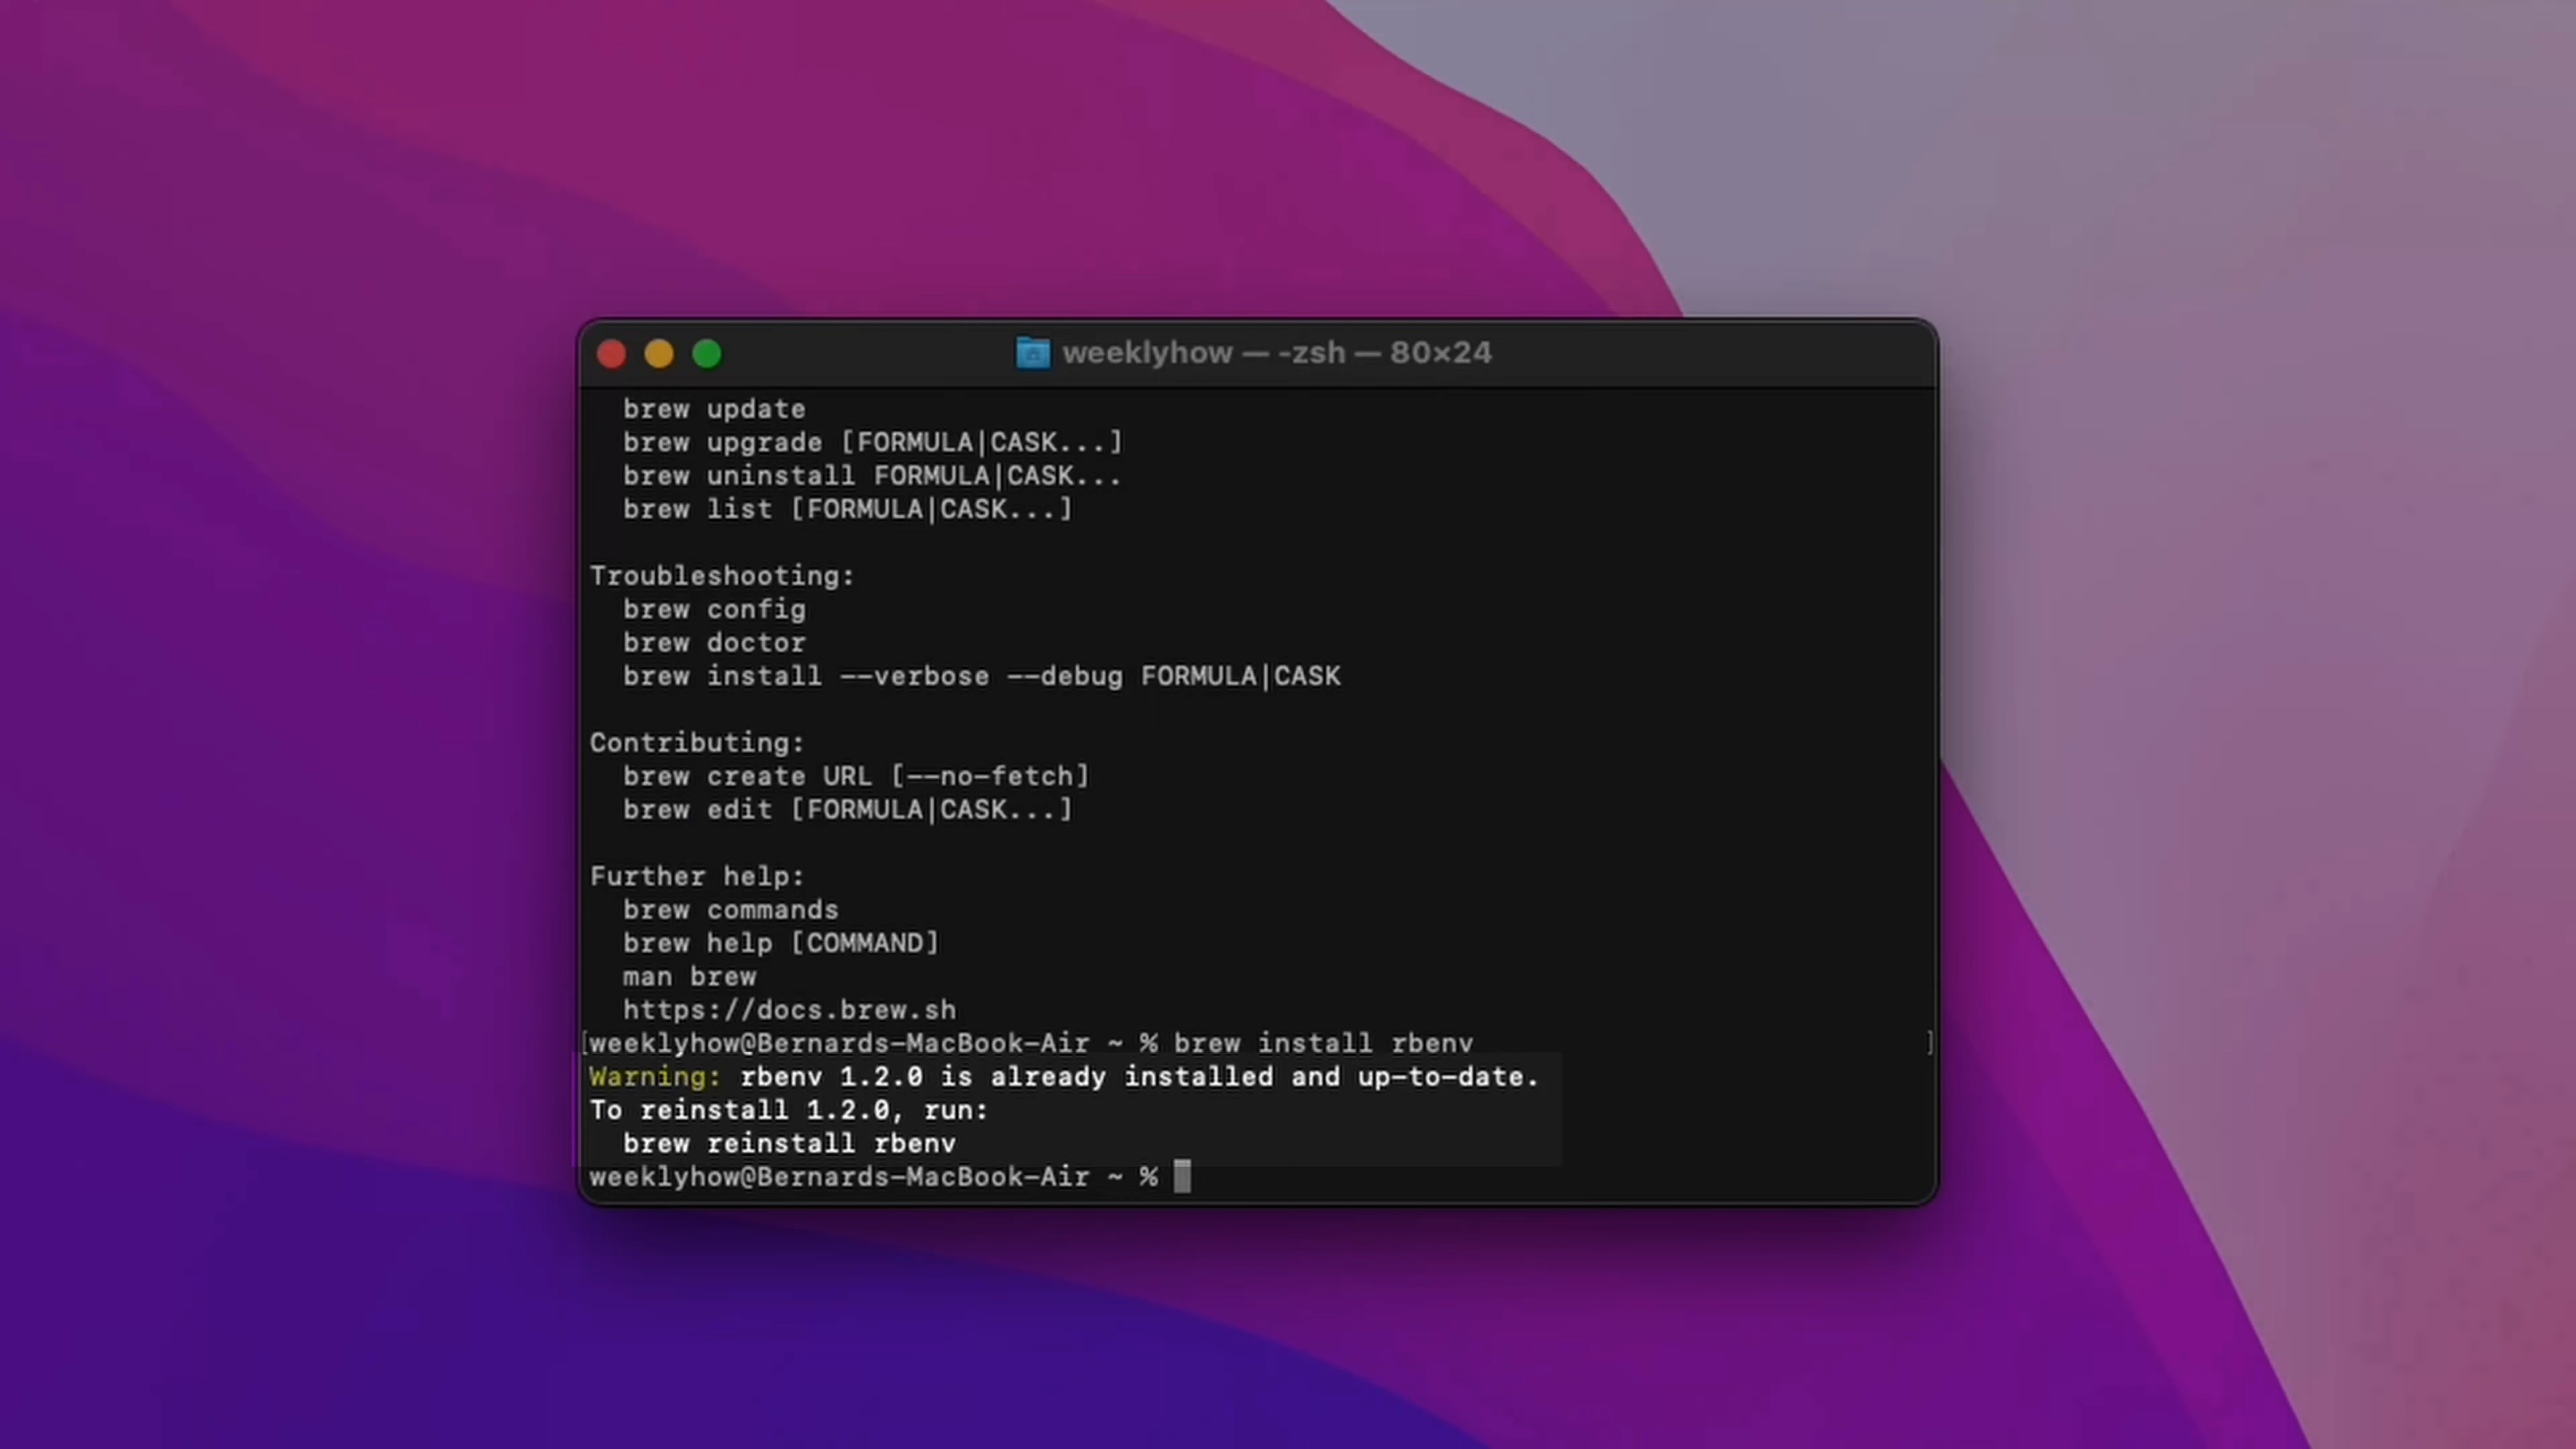 weeklyhow — -zsh — 80×24
brew update
brew upgrade [FORMULA|CASK...]
brew uninstall FORMULA|CASK...
brew list [FORMULA|CASK...]
Troubleshooting:
brew config
brew doctor
brew install --verbose --debug FORMULA|CASK
Contributing:
brew create URL [--no-fetch]
brew edit [FORMULA|CASK...]
Further help:
brew commands
brew help [COMMAND]
man brew
https://docs.brew.sh
[weeklyhow@Bernards-MacBook-Air ~ % brew install rbenv ]
Warning: rbenv 1.2.0 is already installed and up-to-date.
To reinstall 1.2.0, run:
brew reinstall rbenv
weeklyhow@Bernards-MacBook-Air ~ %